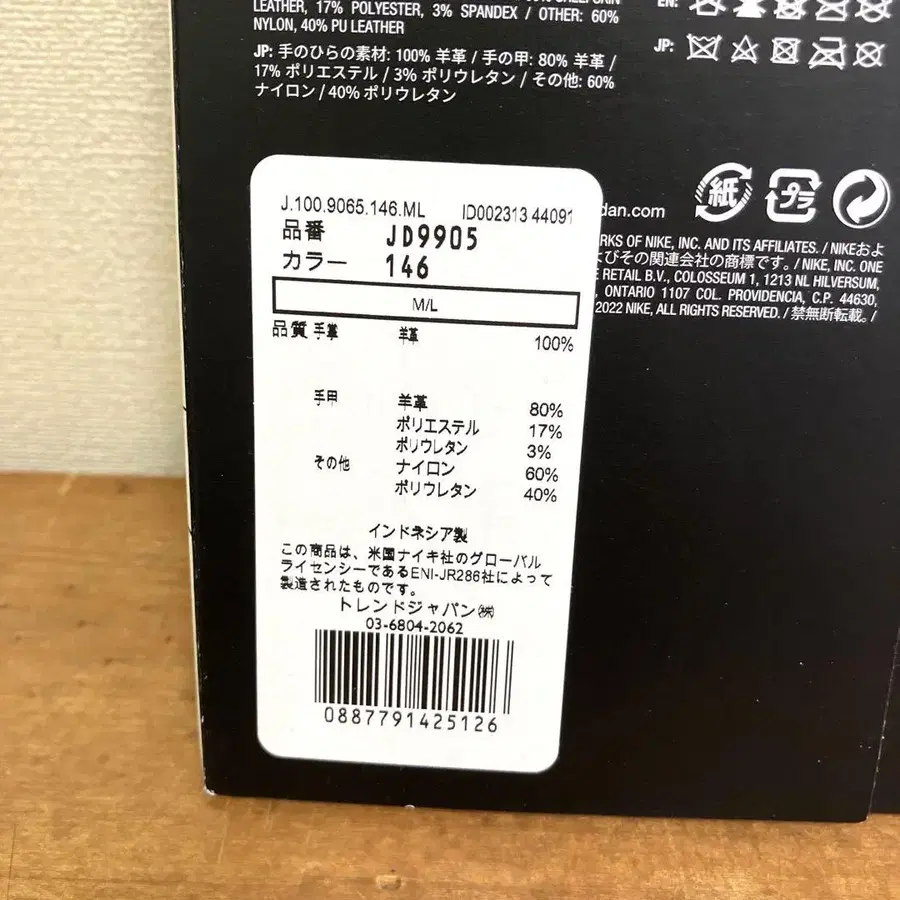 LEATHER, 17% POLYESTER, 3% SPANDEX / OTHER: 60%
NYLON, 40% PU LEATHER
JP: 手のひらの素材: 100% 羊革 / 手の甲: 80% 羊革 /
17% ポリエステル / 3% ポリウレタン / その他: 60%
ナイロン / 40% ポリウレタン
EN:
JP:
紙
プラ
dan.com
RKS OF NIKE, INC. AND ITS AFFILIATES. / NIKEおよ
びその関連会社の商標です。/ NIKE, INC. ONE
RETAIL B.V., COLOSSEUM 1, 1213 NL HILVERSUM,
, ONTARIO 1107 COL. PROVIDENCIA, C.P. 44630,
2022 NIKE, ALL RIGHTS RESERVED. / 禁無断転載。/
J.100.9065.146.ML ID002313 44091
品番 JD9905
カラー 146
M/L
品質 手掌 羊革 100%
手甲 羊革 80%
ポリエステル 17%
ポリウレタン 3%
その他 ナイロン 60%
ポリウレタン 40%
インドネシア製
この商品は、米国ナイキ社のグローバル
ライセンシーであるENI-JR286社によって
製造されたものです。
トレンドジャパン㈱
03-6804-2062
0887791425126